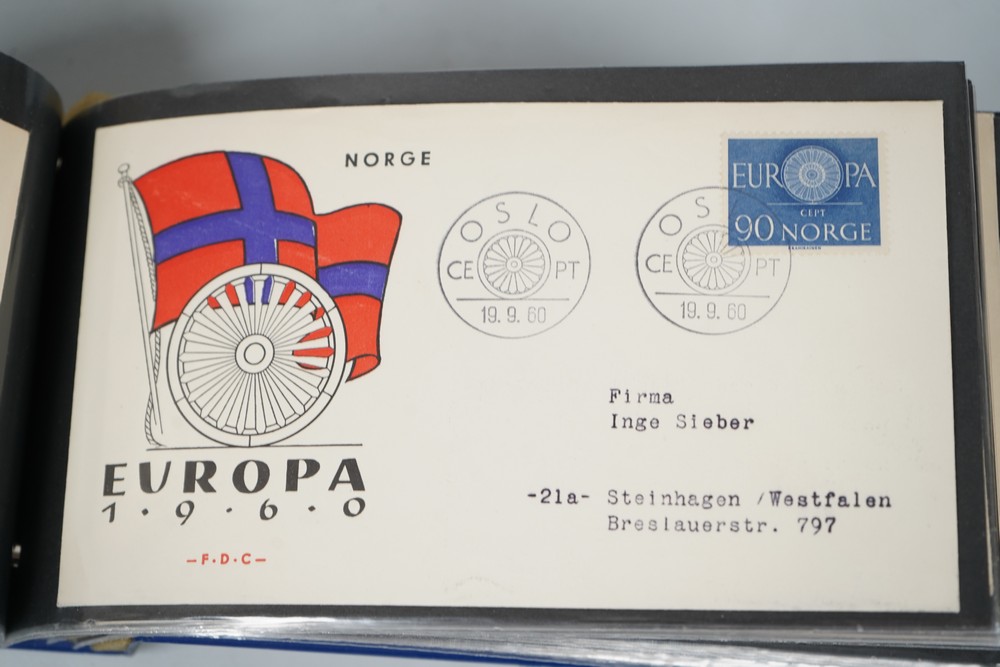 NORGE
EUROPA
CEPT
90 NORGE
OSLO
CE PT
19. 9. 60
OS
CE PT
19. 9. 60
Firma
Inge Sieber
-21a- Steinhagen /Westfalen
Breslauerstr. 797
EUROPA
1·9·6·0
—F·D·C—